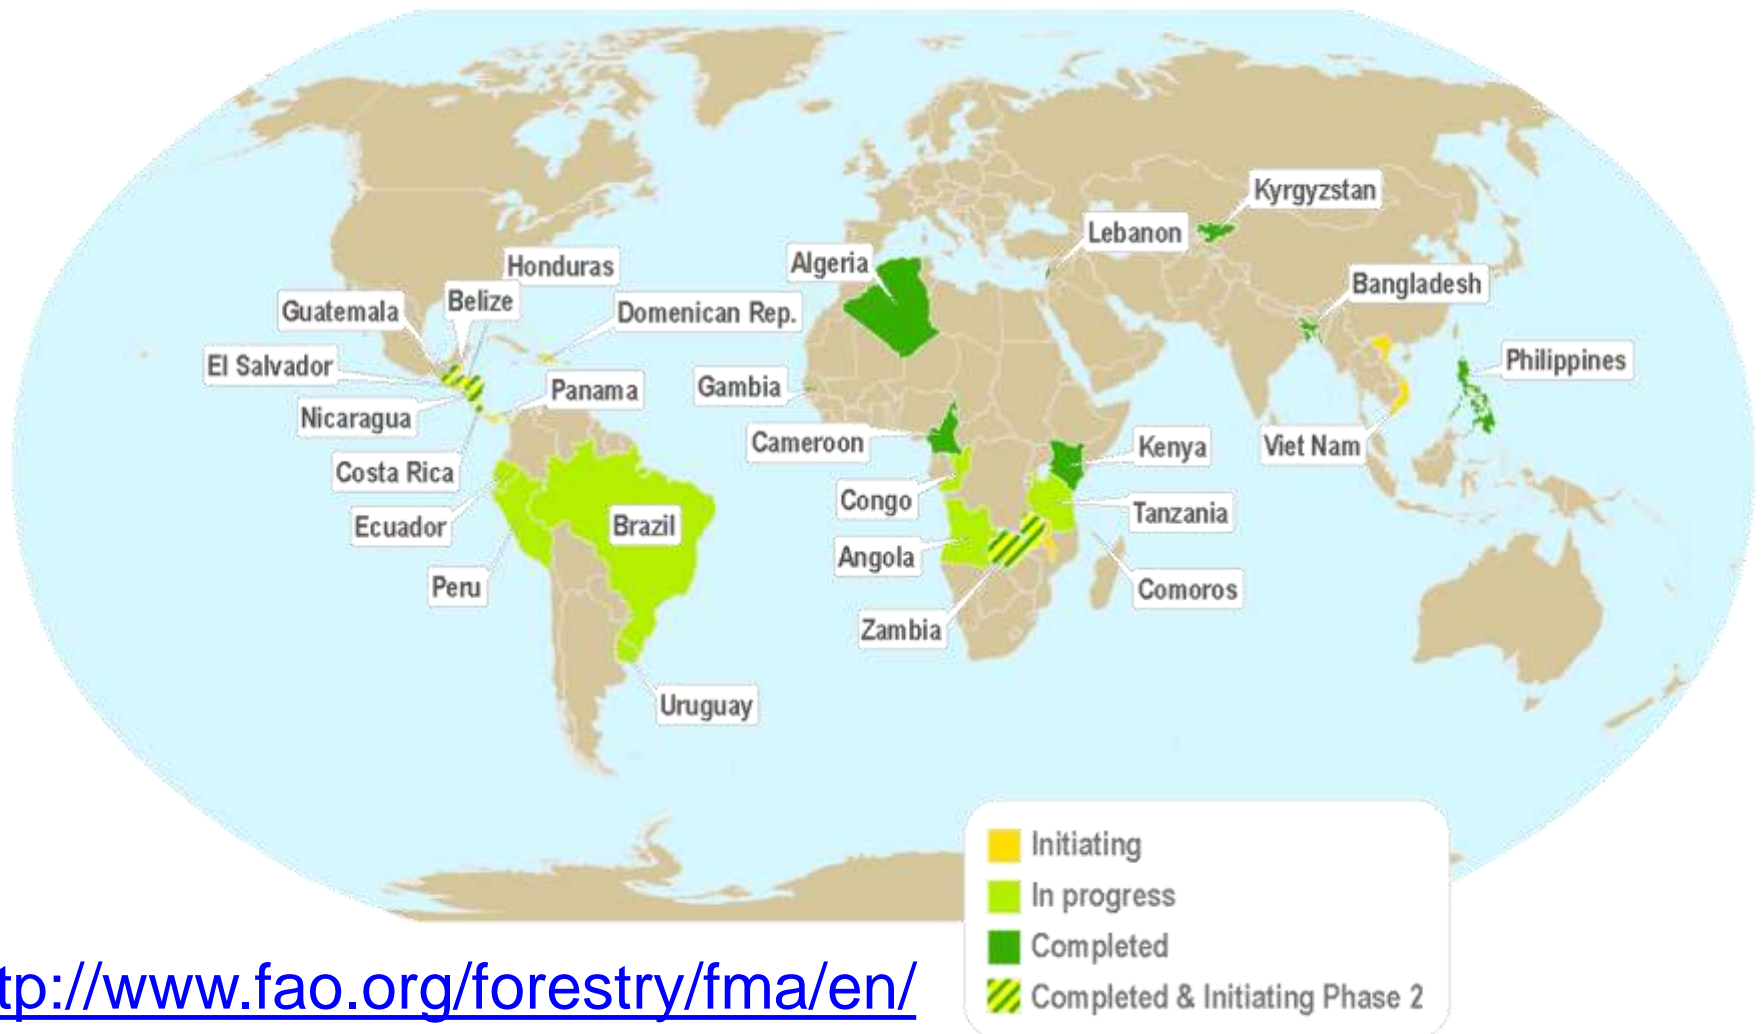 Kyrgyzstan
Lebanon
Honduras
Algeria
Belize
Bangladesh
Guatemala
Domenican Rep.
El Salvador
Philippines
Panama
Gambia
Nicaragua
Cameroon
Kenya
Viet Nam
Costa Rica
Congo
Tanzania
Ecuador
Brazil
Angola
Peru
Comoros
Zambia
Uruguay
Initiating
In progress
Completed
Completed & Initiating Phase 2
tp://www.fao.org/forestry/fma/en/